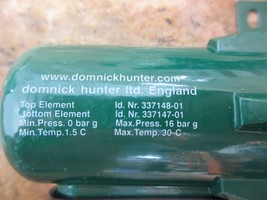 www.domnickhunter.com
domnick hunter ltd. England
Top Element Id. Nr. 337148-01
Bottom Element Id. Nr. 337147-01
Min.Press. 0 bar g Max.Press. 16 bar g
Min.Temp.1.5 C Max.Temp. 30-C